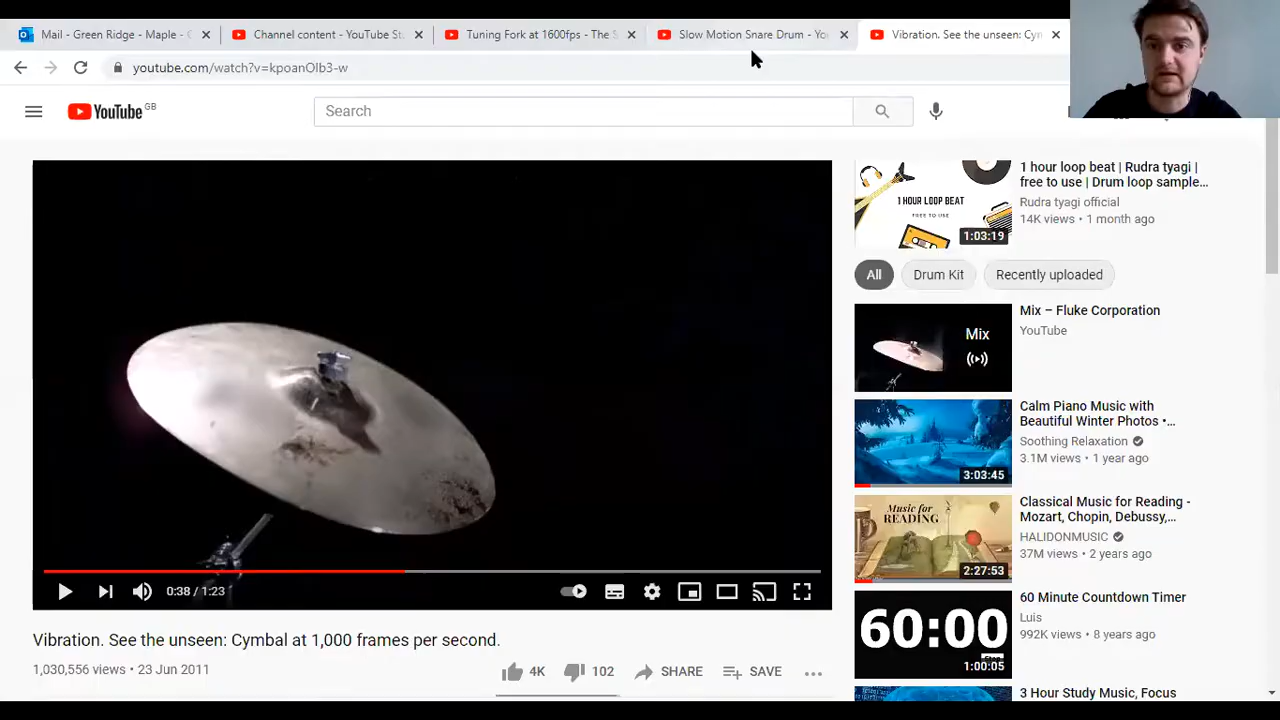 Mail - Green Ridge - Maple -
Channel content - YouTube St
Tuning Fork at 1600fps - The S
Slow Motion Snare Drum - You
Vibration. See the unseen: Cym
youtube.com/watch?v=kpoanOlb3-w
YouTube GB
Search
1 hour loop beat | Rudra tyagi |
free to use | Drum loop sample…
Rudra tyagi official
14K views • 1 month ago
1 HOUR LOOP BEAT
FREE TO USE
1:03:19
All
Drum Kit
Recently uploaded
Mix – Fluke Corporation
YouTube
Mix
Calm Piano Music with
Beautiful Winter Photos •…
Soothing Relaxation
3.1M views • 1 year ago
3:03:45
Classical Music for Reading -
Mozart, Chopin, Debussy,…
HALIDONMUSIC
37M views • 2 years ago
Music for
READING
2:27:53
60 Minute Countdown Timer
Luis
992K views • 8 years ago
60:00
1:00:05
3 Hour Study Music, Focus
0:38 / 1:23
Vibration. See the unseen: Cymbal at 1,000 frames per second.
1,030,556 views • 23 Jun 2011
4K
102
SHARE
SAVE